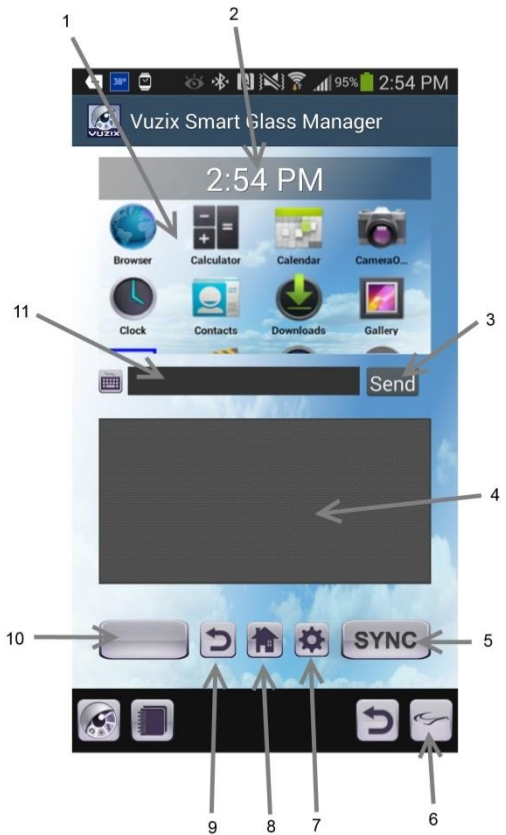 1
2
38° 95% 2:54 PM
VUZIX Vuzix Smart Glass Manager
2:54 PM
Browser Calculator Calendar CameraO...
Clock Contacts Downloads Gallery
11
3
Send
4
10
SYNC
5
9
8
7
6